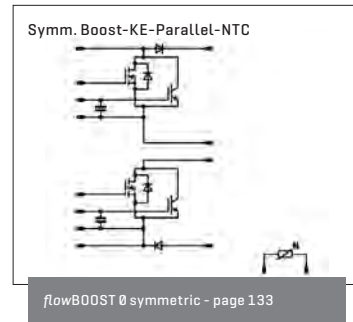 Symm. Boost-KE-Parallel-NTC
flowBOOST 0 symmetric - page 133